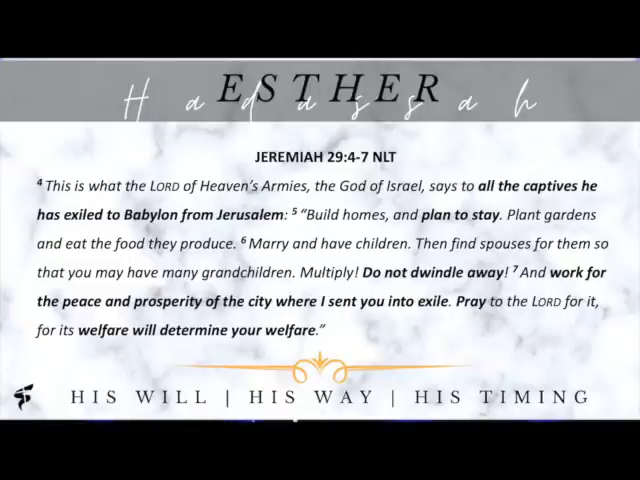 ESTHER
Hadassah
JEREMIAH 29:4-7 NLT
4 This is what the LORD of Heaven's Armies, the God of Israel, says to all the captives he
has exiled to Babylon from Jerusalem: 5 “Build homes, and plan to stay. Plant gardens
and eat the food they produce. 6 Marry and have children. Then find spouses for them so
that you may have many grandchildren. Multiply! Do not dwindle away! 7 And work for
the peace and prosperity of the city where I sent you into exile. Pray to the LORD for it,
for its welfare will determine your welfare.”
HIS WILL | HIS WAY | HIS TIMING